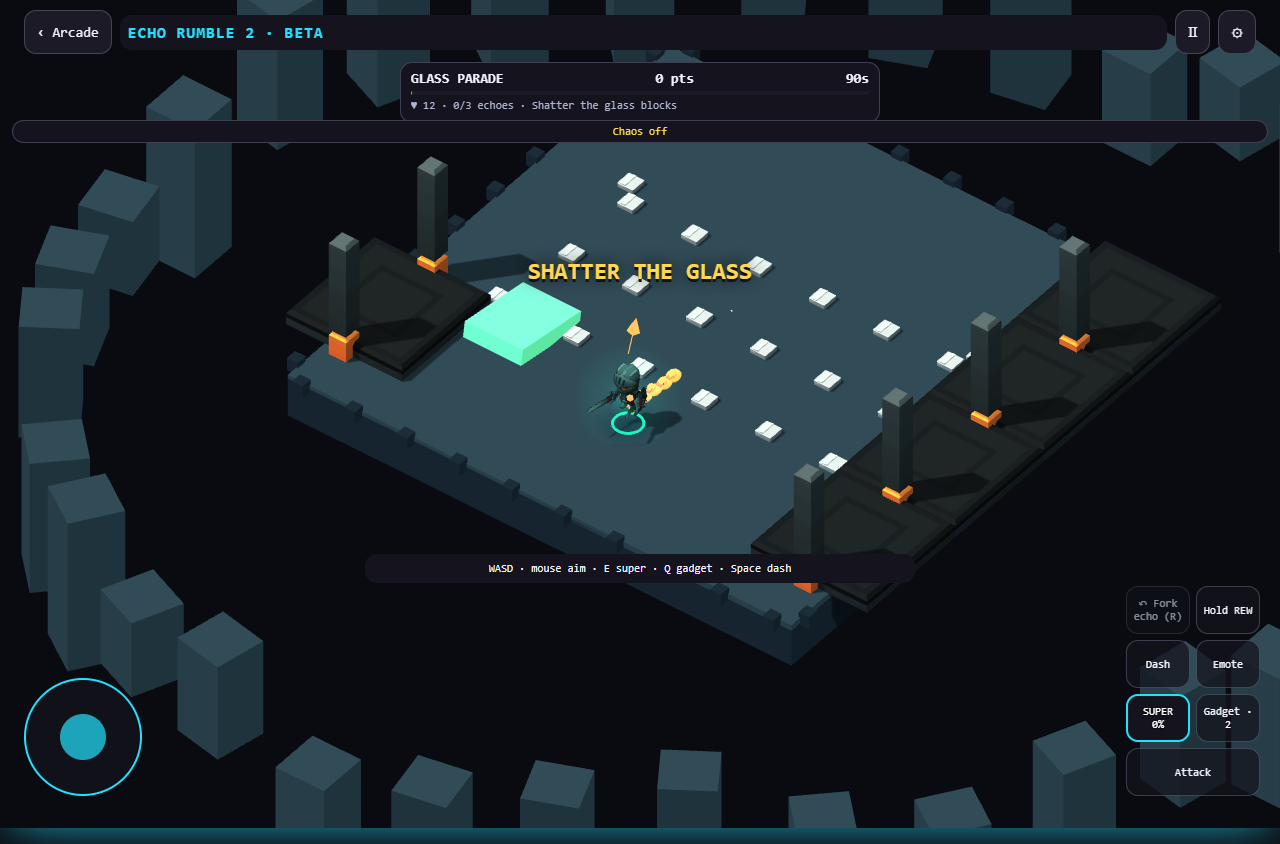 ‹ Arcade
ECHO RUMBLE 2 · BETA
II
GLASS PARADE 0 pts 90s
♥ 12 · 0/3 echoes · Shatter the glass blocks
Chaos off
SHATTER THE GLASS
WASD · mouse aim · E super · Q gadget · Space dash
↶ Fork
echo (R)
Hold REW
Dash
Emote
SUPER
0%
Gadget ·
2
Attack